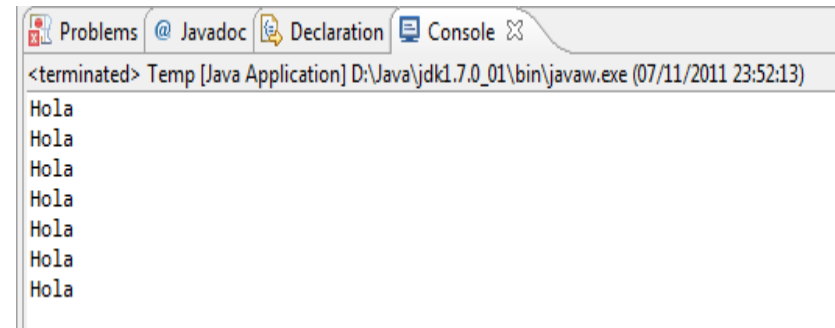 Problems @ Javadoc Declaration Console
<terminated> Temp [Java Application] D:\Java\jdk1.7.0_01\bin\javaw.exe (07/11/2011 23:52:13)
Hola
Hola
Hola
Hola
Hola
Hola
Hola